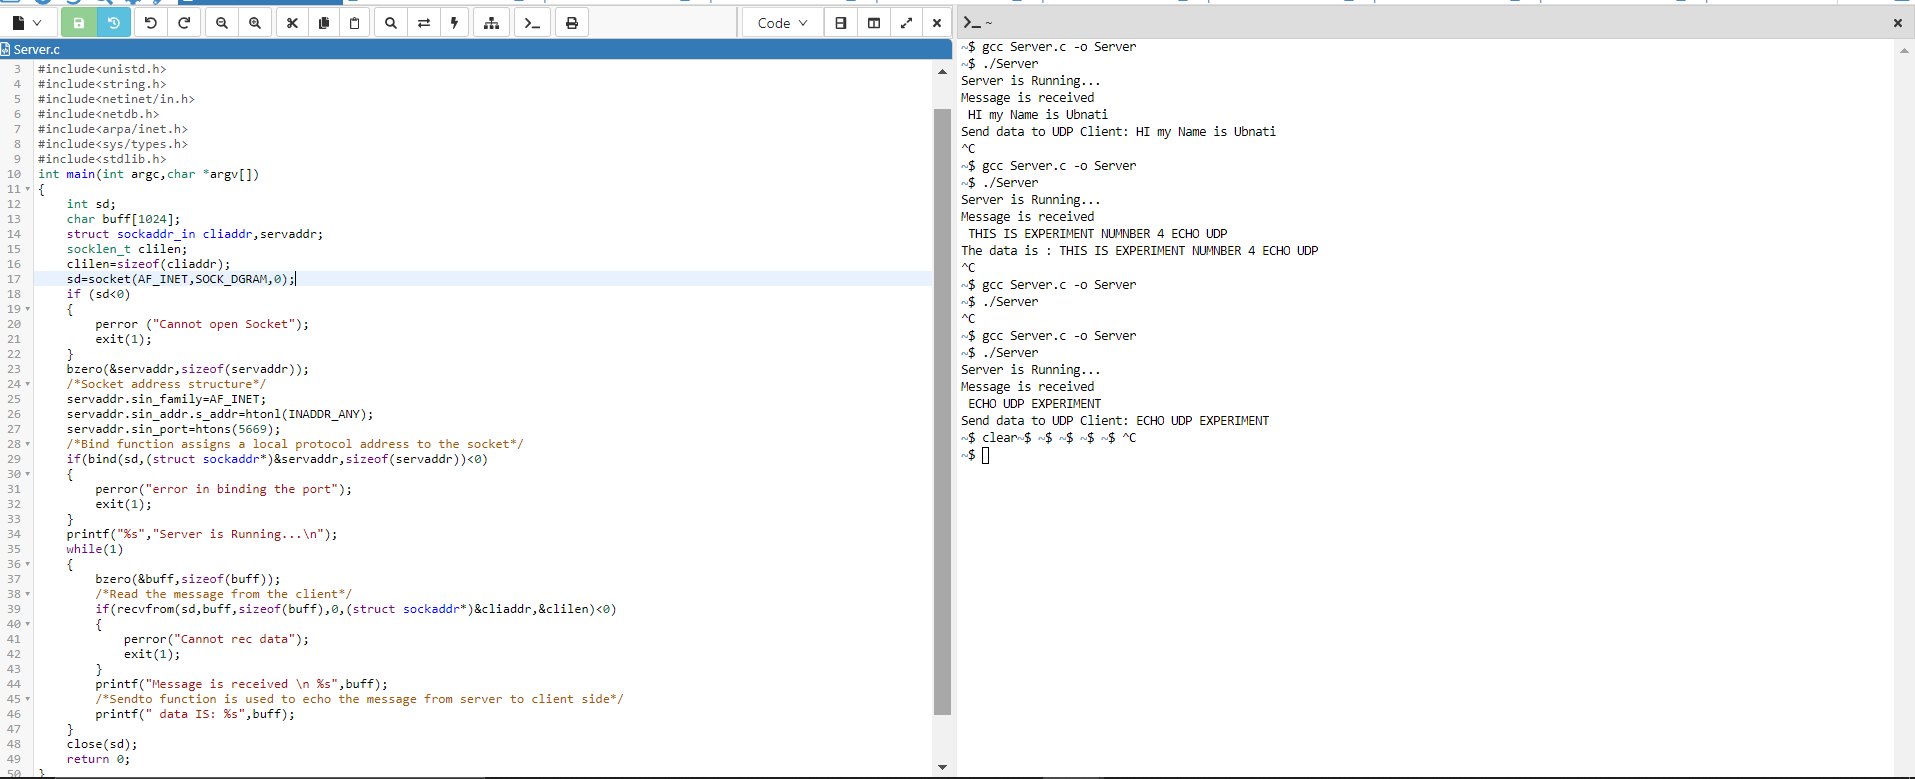 Code
~
Server.c
3 #include<unistd.h>
4 #include<string.h>
5 #include<netinet/in.h>
6 #include<netdb.h>
7 #include<arpa/inet.h>
8 #include<sys/types.h>
9 #include<stdlib.h>
10 int main(int argc,char *argv[])
11 {
12 int sd;
13 char buff[1024];
14 struct sockaddr_in cliaddr,servaddr;
15 socklen_t clilen;
16 clilen=sizeof(cliaddr);
17 sd=socket(AF_INET,SOCK_DGRAM,0);
18 if (sd<0)
19 {
20 perror ("Cannot open Socket");
21 exit(1);
22 }
23 bzero(&servaddr,sizeof(servaddr));
24 /*Socket address structure*/
25 servaddr.sin_family=AF_INET;
26 servaddr.sin_addr.s_addr=htonl(INADDR_ANY);
27 servaddr.sin_port=htons(5669);
28 /*Bind function assigns a local protocol address to the socket*/
29 if(bind(sd,(struct sockaddr*)&servaddr,sizeof(servaddr))<0)
30 {
31 perror("error in binding the port");
32 exit(1);
33 }
34 printf("%s","Server is Running...\n");
35 while(1)
36 {
37 bzero(&buff,sizeof(buff));
38 /*Read the message from the client*/
39 if(recvfrom(sd,buff,sizeof(buff),0,(struct sockaddr*)&cliaddr,&clilen)<0)
40 {
41 perror("Cannot rec data");
42 exit(1);
43 }
44 printf("Message is received \n %s",buff);
45 /*Sendto function is used to echo the message from server to client side*/
46 printf(" data IS: %s",buff);
47 }
48 close(sd);
49 return 0;
50 }
~$ gcc Server.c -o Server
~$ ./Server
Server is Running...
Message is received
HI my Name is Ubnati
Send data to UDP Client: HI my Name is Ubnati
^C
~$ gcc Server.c -o Server
~$ ./Server
Server is Running...
Message is received
THIS IS EXPERIMENT NUMNBER 4 ECHO UDP
The data is : THIS IS EXPERIMENT NUMNBER 4 ECHO UDP
^C
~$ gcc Server.c -o Server
~$ ./Server
^C
~$ gcc Server.c -o Server
~$ ./Server
Server is Running...
Message is received
ECHO UDP EXPERIMENT
Send data to UDP Client: ECHO UDP EXPERIMENT
~$ clear~$ ~$ ~$ ~$ ~$ ^C
~$